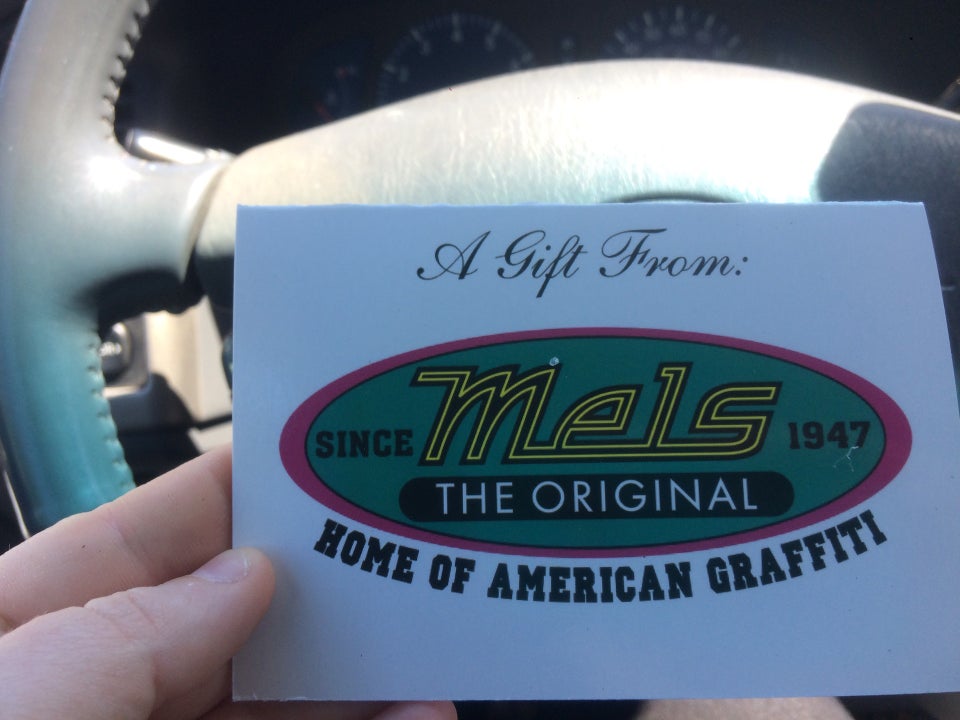 A Gift From:
Mels
SINCE 1947
THE ORIGINAL
HOME OF AMERICAN GRAFFITI